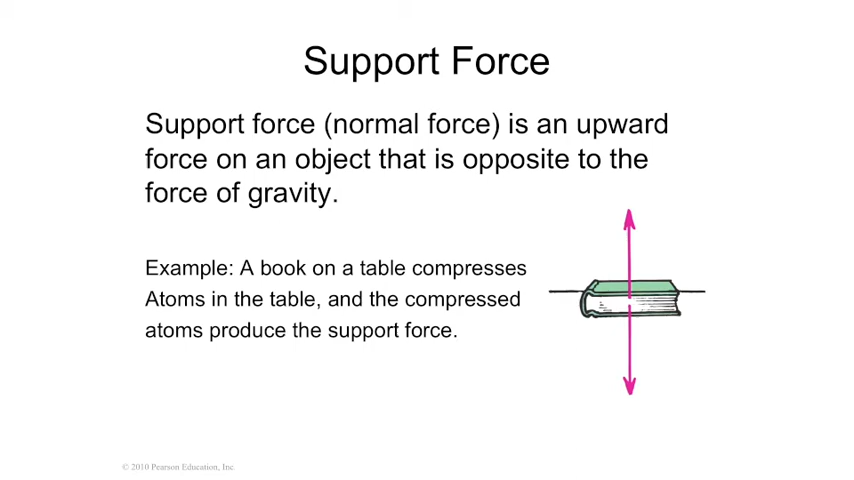 Support Force
Support force (normal force) is an upward
force on an object that is opposite to the
force of gravity.
Example: A book on a table compresses
Atoms in the table, and the compressed
atoms produce the support force.
© 2010 Pearson Education, Inc.